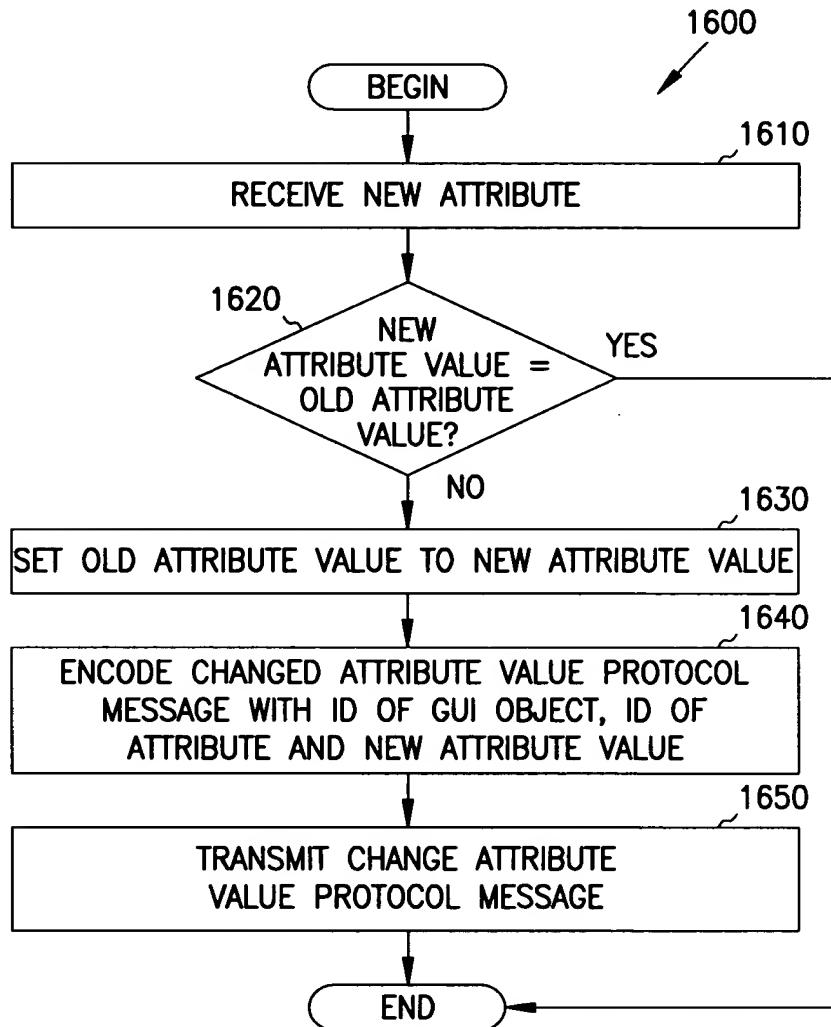 1600
BEGIN
1610
RECEIVE NEW ATTRIBUTE
1620
NEW
ATTRIBUTE VALUE =
OLD ATTRIBUTE
VALUE?
YES
NO
1630
SET OLD ATTRIBUTE VALUE TO NEW ATTRIBUTE VALUE
1640
ENCODE CHANGED ATTRIBUTE VALUE PROTOCOL
MESSAGE WITH ID OF GUI OBJECT, ID OF
ATTRIBUTE AND NEW ATTRIBUTE VALUE
1650
TRANSMIT CHANGE ATTRIBUTE
VALUE PROTOCOL MESSAGE
END